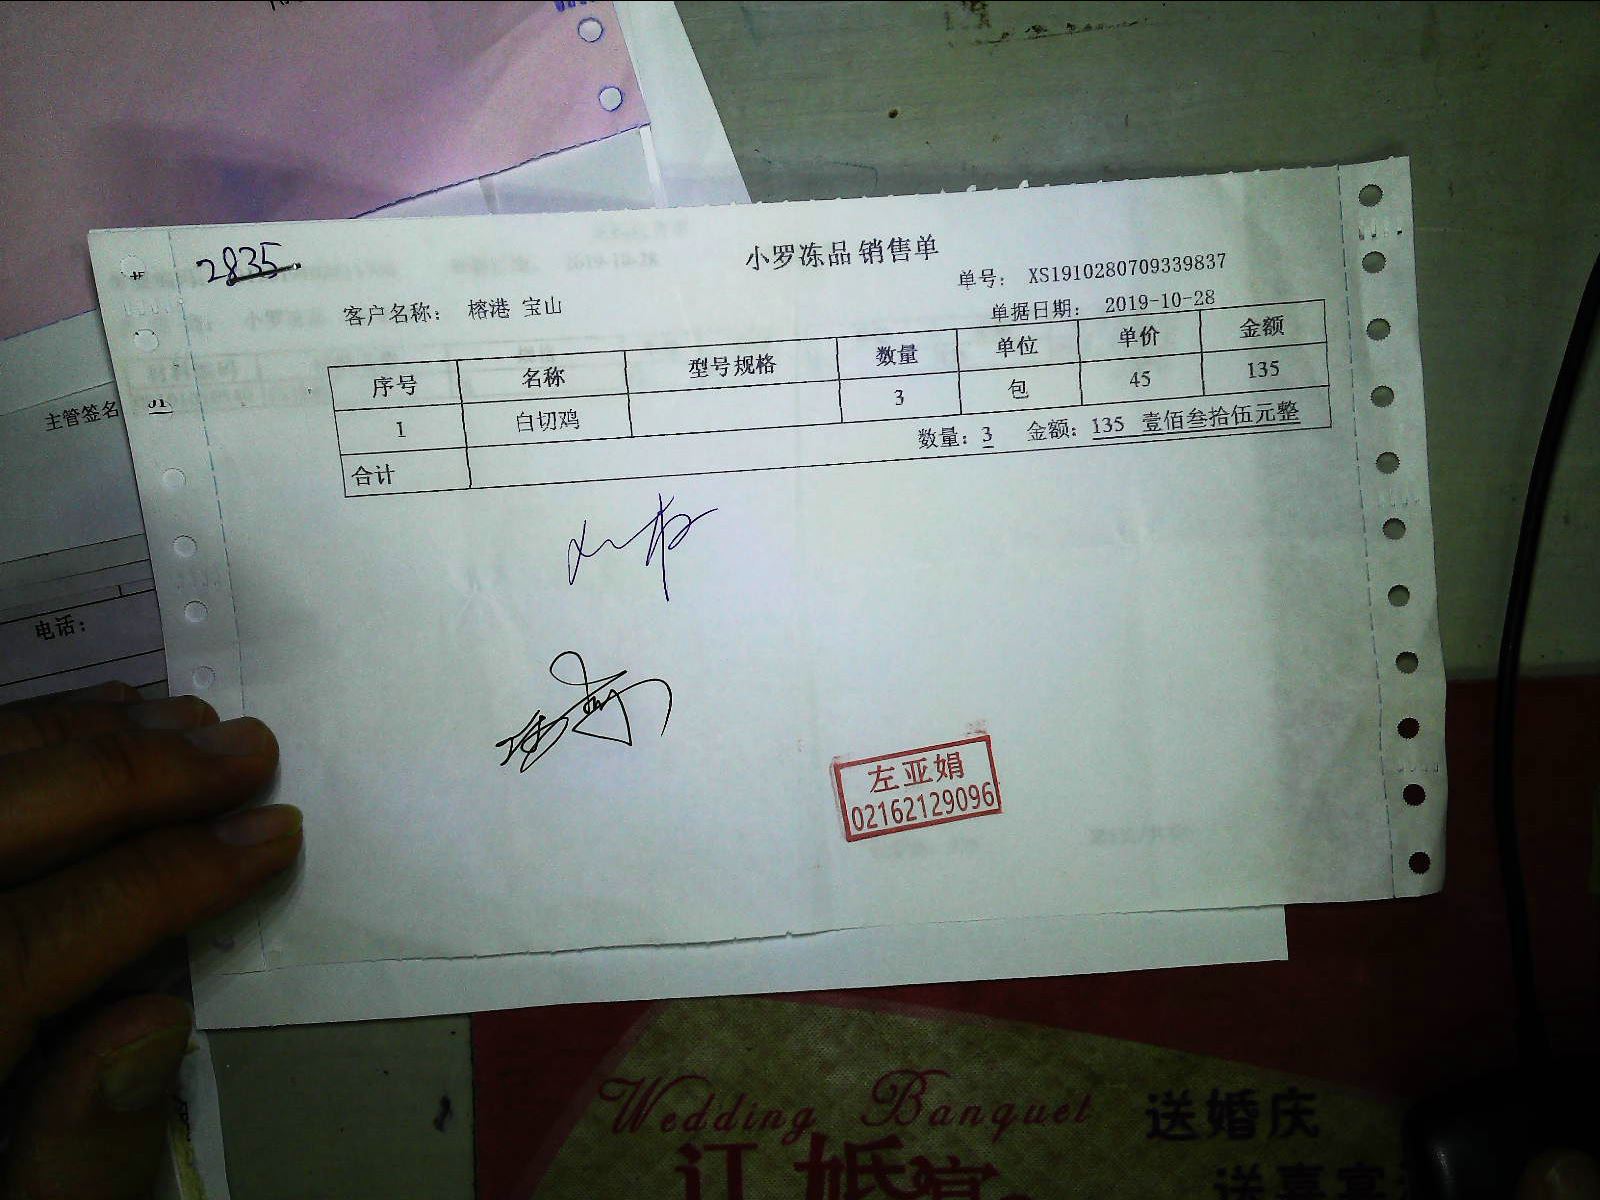 2835.
小罗冻品 销售单
单号: XS1910280709339837
客户名称: 榕港 宝山
单据日期: 2019-10-28
序号 名称 型号规格 数量 单位 单价 金额
1 白切鸡 3 包 45 135
合计 数量: 3 金额: 135 壹佰叁拾伍元整
左亚娟
02162129096
主管签名
电话:
Wedding Banquet
送婚庆
订婚宴